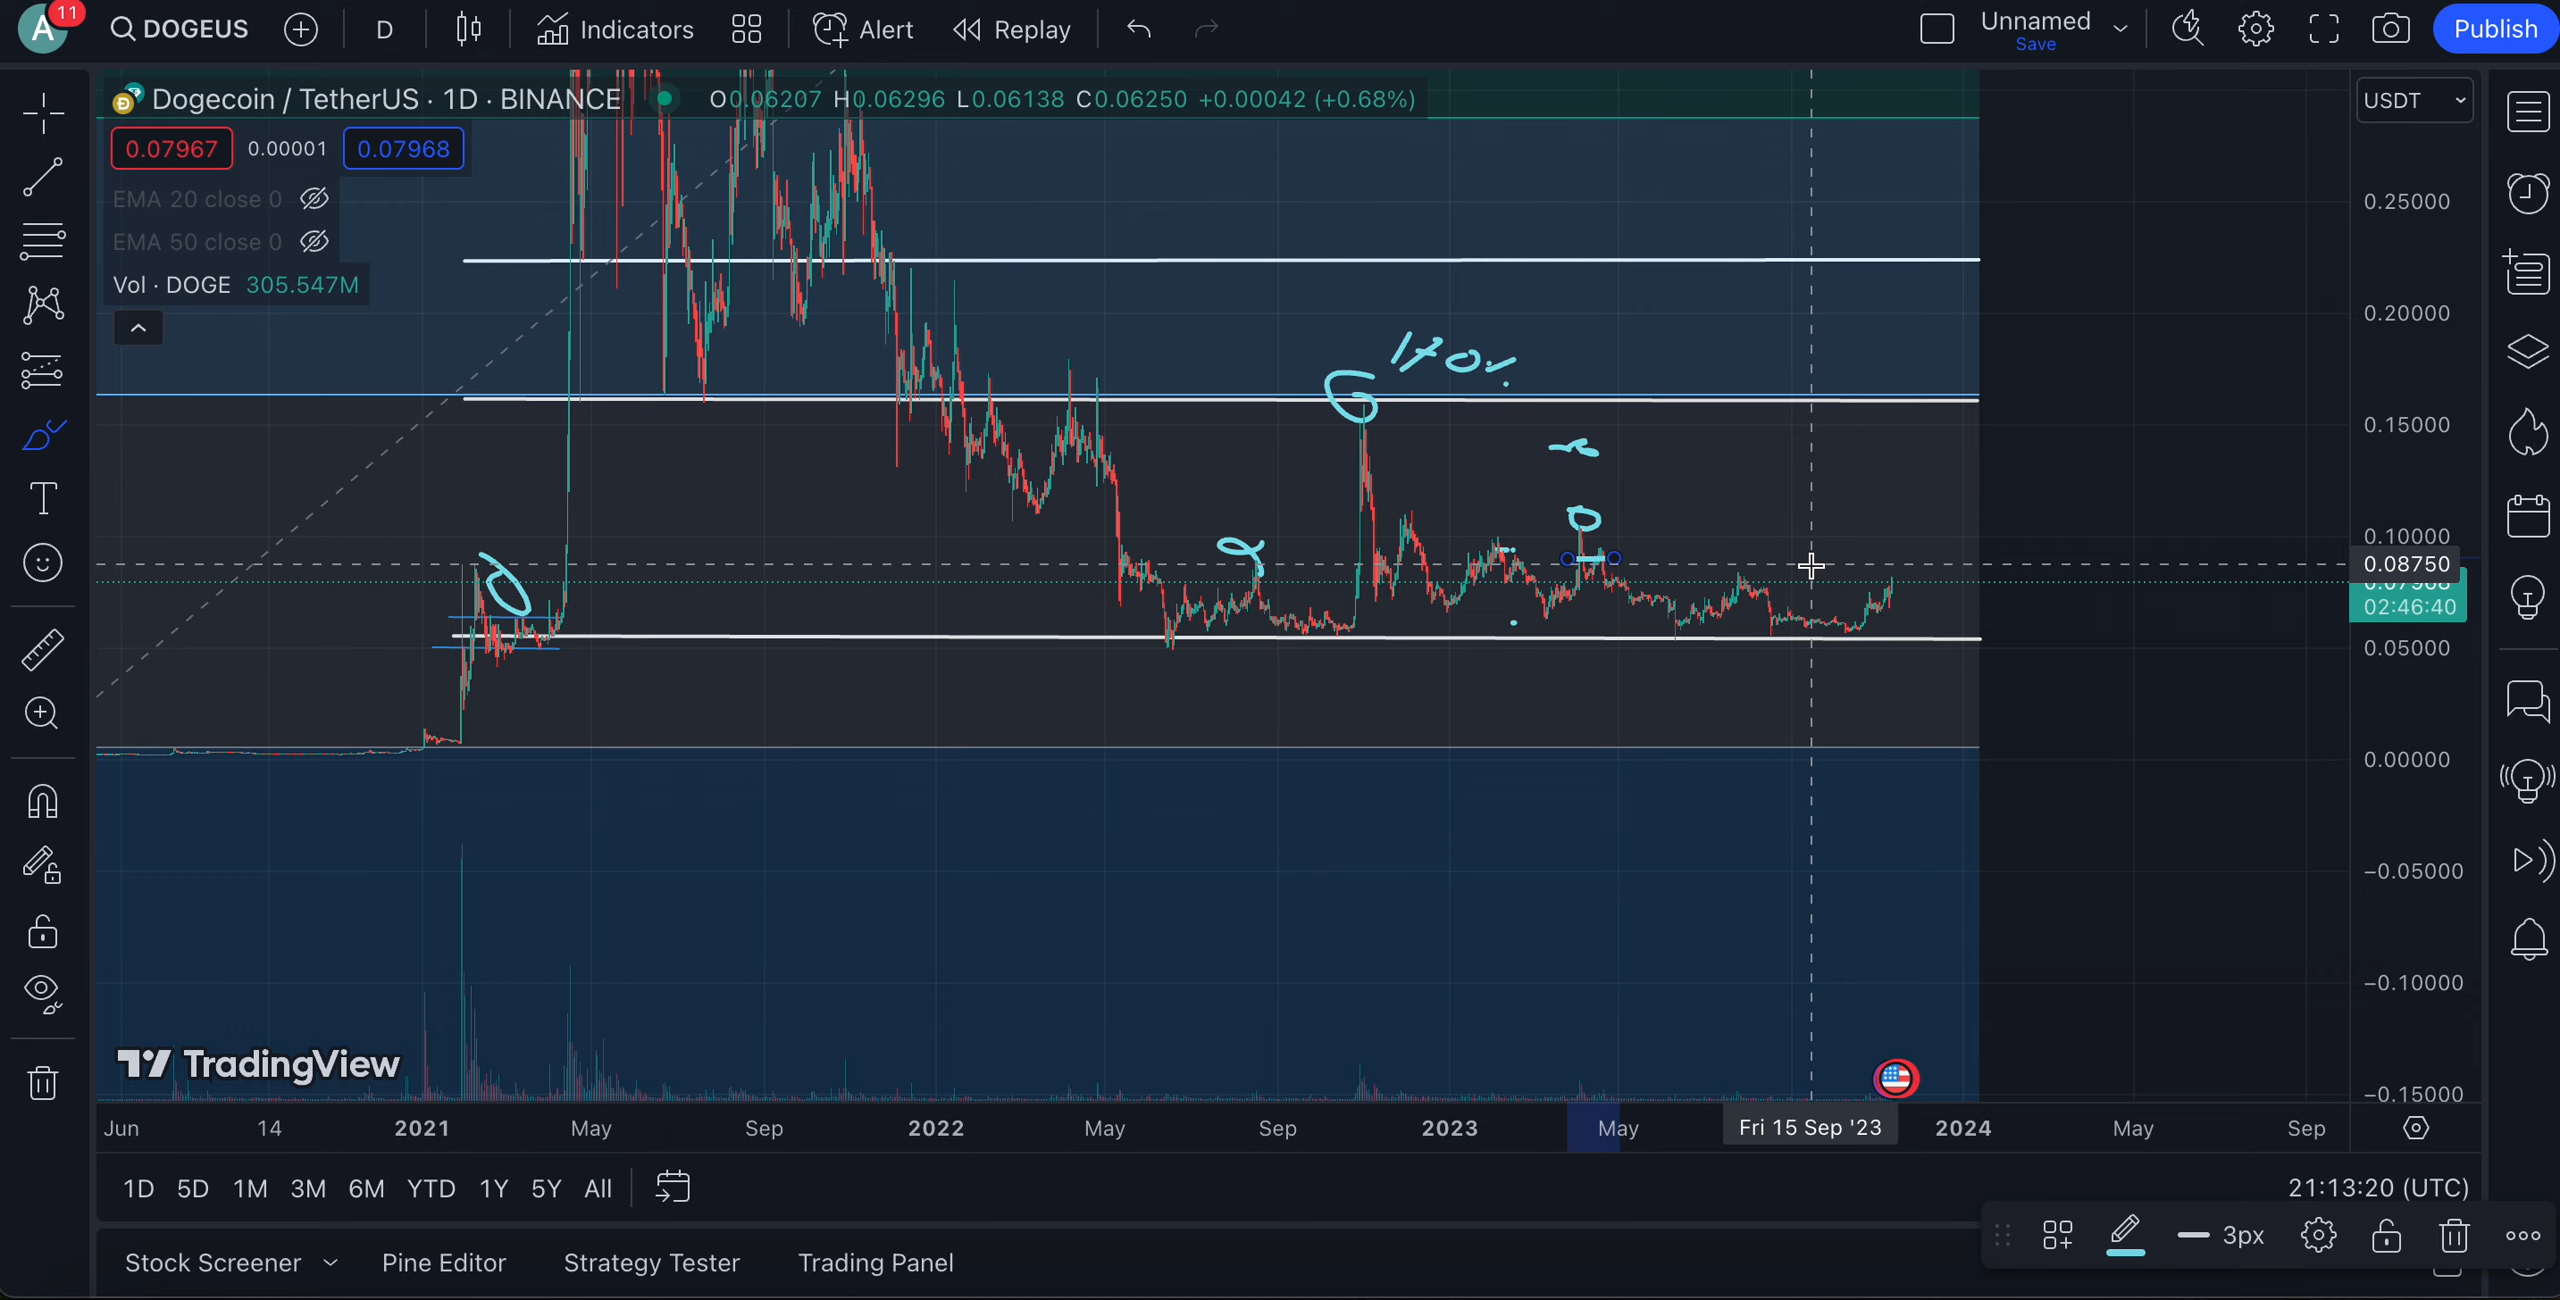 A 11 DOGEUS D Indicators Alert Replay Unnamed Save Publish
Dogecoin / TetherUS · 1D · BINANCE O0.06207 H0.06296 L0.06138 C0.06250 +0.00042 (+0.68%) USDT
0.07967 0.00001 0.07968
EMA 20 close 0
EMA 50 close 0
Vol · DOGE 305.547M
0.25000
0.20000
170%
0.15000
0.10000
0.08750
02:46:40
0.05000
0.00000
−0.05000
−0.10000
−0.15000
TradingView
Jun 14 2021 May Sep 2022 May Sep 2023 May Fri 15 Sep '23 2024 May Sep
1D 5D 1M 3M 6M YTD 1Y 5Y All 21:13:20 (UTC)
3px
Stock Screener Pine Editor Strategy Tester Trading Panel